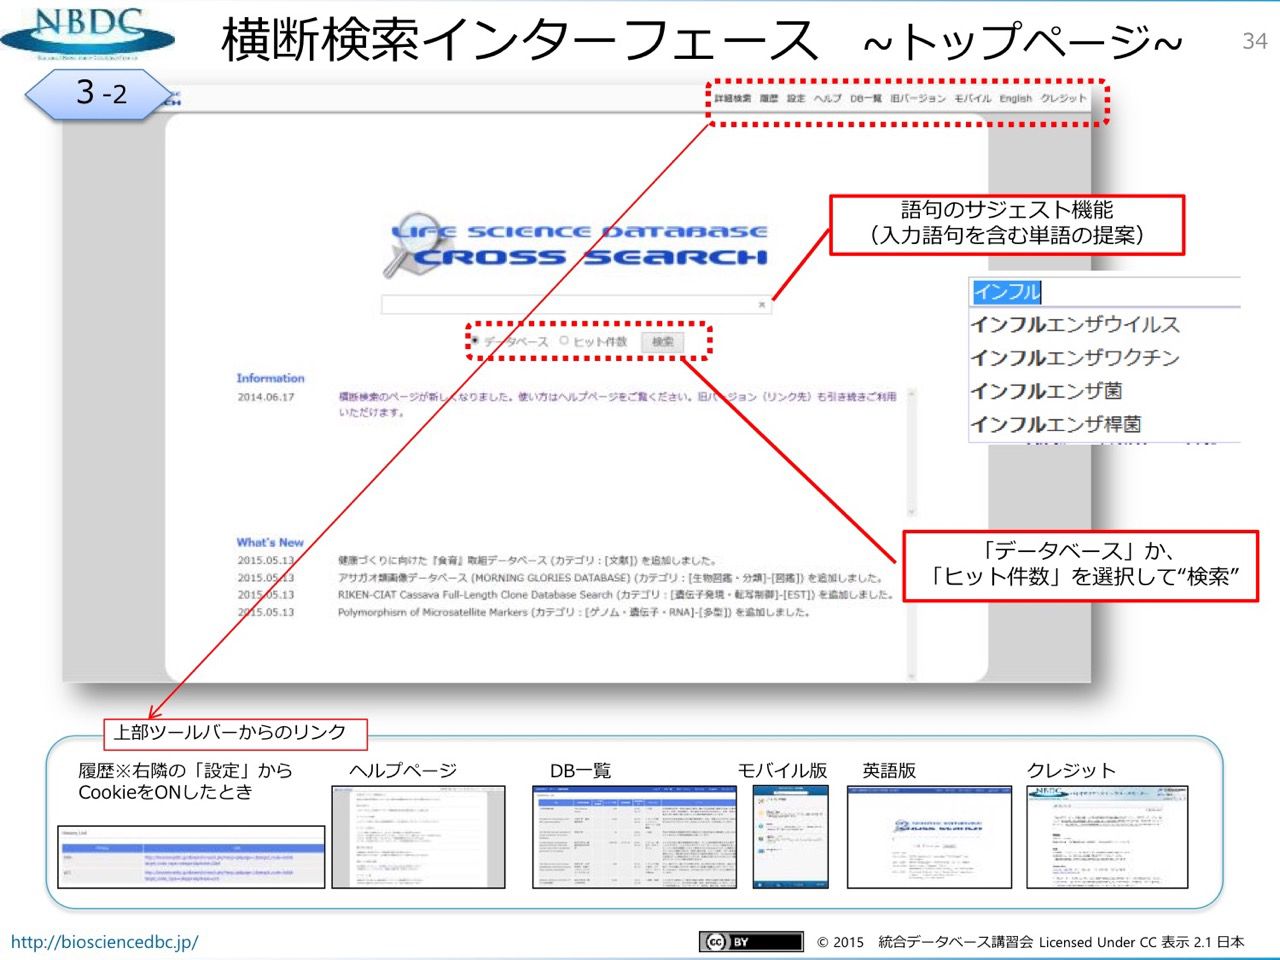 NBDC
横断検索インターフェース ~トップページ~
34
3-2
詳細検索 履歴 設定 ヘルプ DB一覧 旧バージョン モバイル English クレジット
語句のサジェスト機能
（入力語句を含む単語の提案）
LIFE SCIENCE DATABASE
CROSS SEARCH
インフル
インフルエンザウイルス
インフルエンザワクチン
インフルエンザ菌
インフルエンザ桿菌
データベース ヒット件数 検索
Information
2014.06.17 横断検索のページが新しくなりました。使い方はヘルプページをご覧ください。旧バージョン（リンク先）も引き続きご利用
いただけます。
「データベース」か、
「ヒット件数」を選択して“検索”
What's New
2015.05.13 健康づくりに向けた『食育』取組データベース (カテゴリ：[文献]) を追加しました。
2015.05.13 アサガオ類画像データベース (MORNING GLORIES DATABASE) (カテゴリ：[生物図鑑・分類]-[図鑑]) を追加しました。
2015.05.13 RIKEN-CIAT Cassava Full-Length Clone Database Search (カテゴリ：[遺伝子発現・転写制御]-[EST]) を追加しました。
2015.05.13 Polymorphism of Microsatellite Markers (カテゴリ：[ゲノム・遺伝子・RNA]-[多型]) を追加しました。
上部ツールバーからのリンク
履歴※右隣の「設定」から
CookieをONしたとき
ヘルプページ
DB一覧
モバイル版
英語版
クレジット
http://biosciencedbc.jp/
CC BY
© 2015 統合データベース講習会 Licensed Under CC 表示 2.1 日本